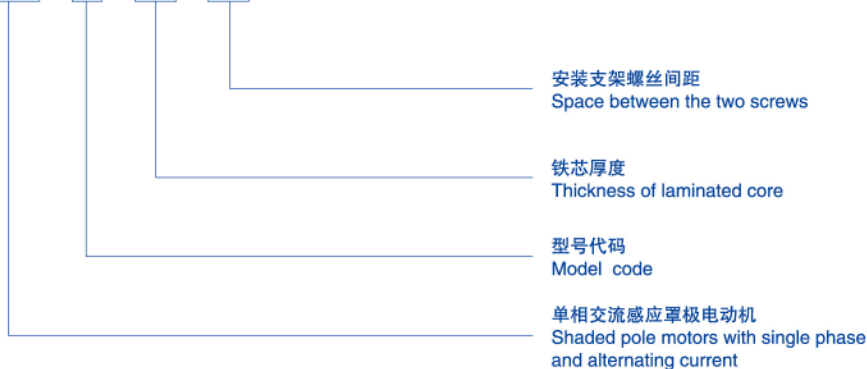 安装支架螺丝间距
Space between the two screws
铁芯厚度
Thickness of laminated core
型号代码
Model code
单相交流感应罩极电动机
Shaded pole motors with single phase
and alternating current